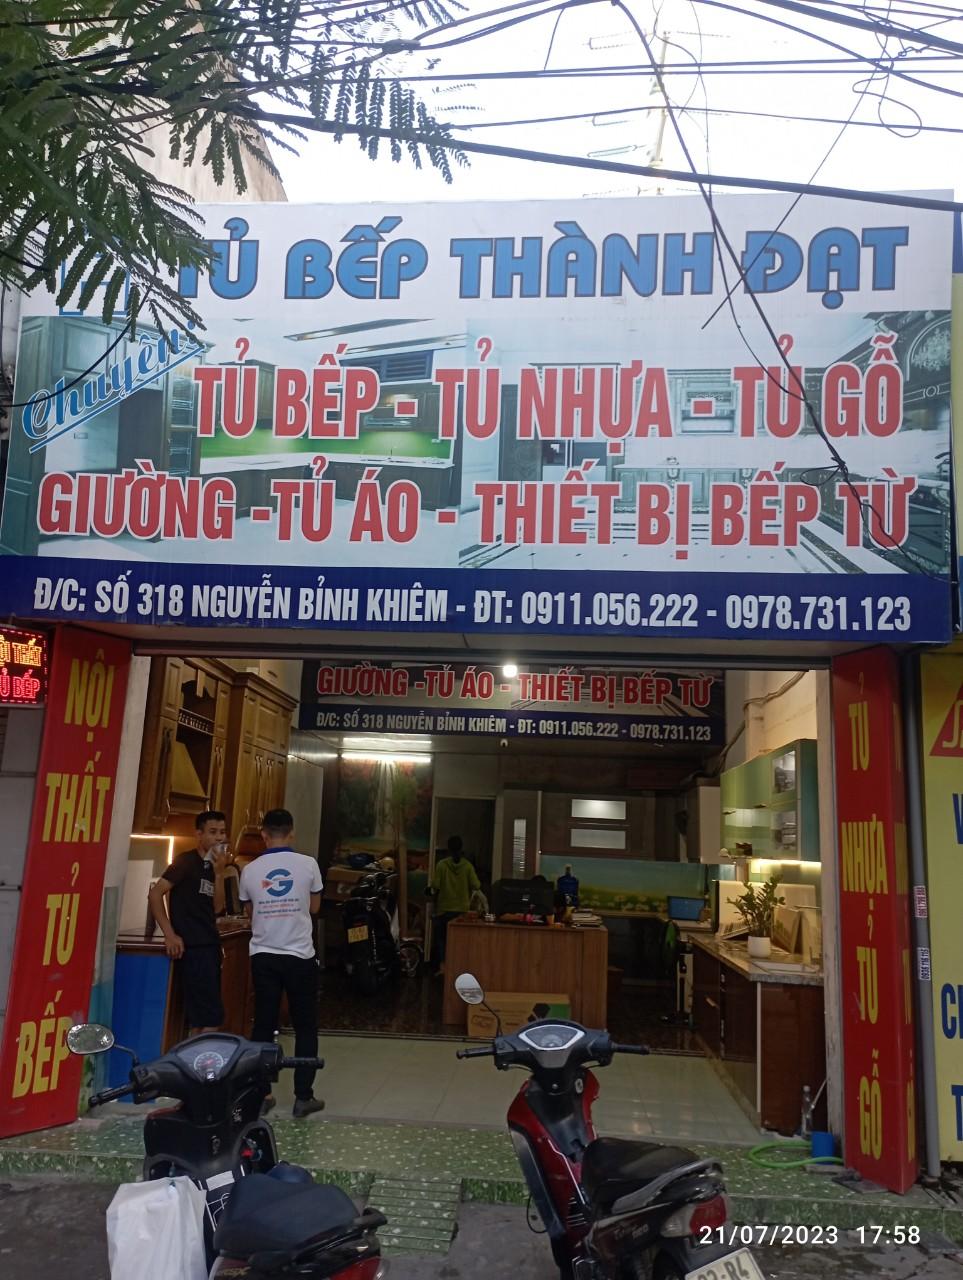 TỦ BẾP THÀNH ĐẠT
Chuyên:
TỦ BẾP - TỦ NHỰA - TỦ GỖ
GIƯỜNG -TỦ ÁO - THIẾT BỊ BẾP TỪ
Đ/C: SỐ 318 NGUYỄN BỈNH KHIÊM - ĐT: 0911.056.222 - 0978.731.123
THẤT
BẾP
NỘI
THẤT
TỦ
BẾP
GIƯỜNG -TỦ ÁO - THIẾT BỊ BẾP TỪ
Đ/C: SỐ 318 NGUYỄN BỈNH KHIÊM - ĐT: 0911.056.222 - 0978.731.123
TỦ
NHỰA
TỦ
GỖ
G
21/07/2023 17:58